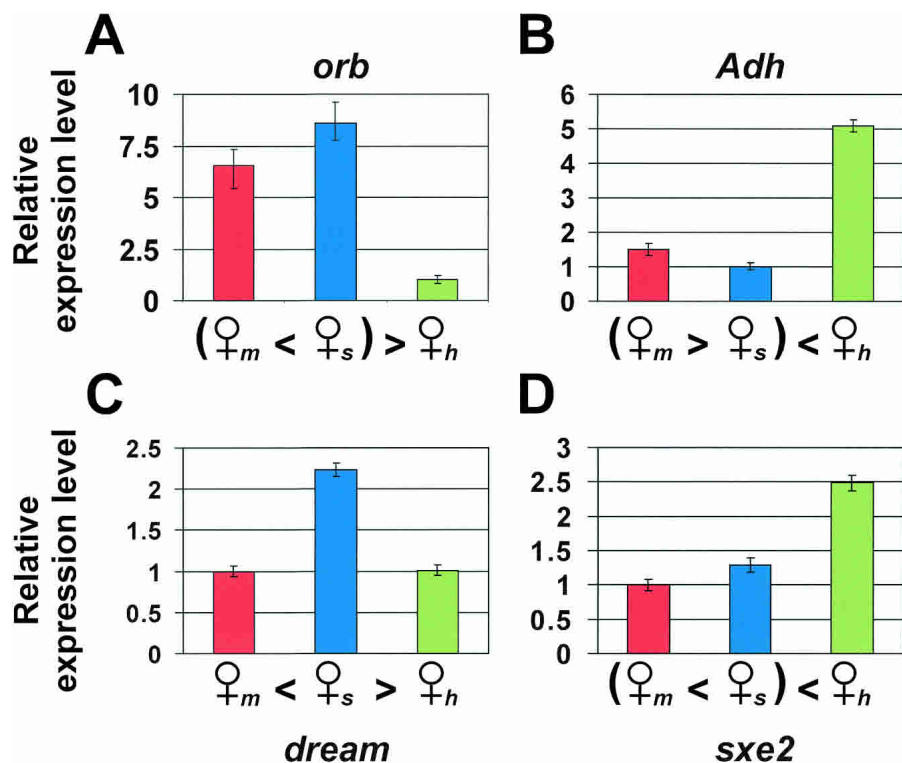 A
orb
Relative expression level
10
7.5
5
2.5
0
(♀m < ♀s) > ♀h
B
Adh
6
5
4
3
2
1
0
(♀m > ♀s) < ♀h
C
Relative expression level
2.5
2
1.5
1
0.5
0
♀m < ♀s > ♀h
dream
D
3
2.5
2
1.5
1
0.5
0
(♀m < ♀s) < ♀h
sxe2